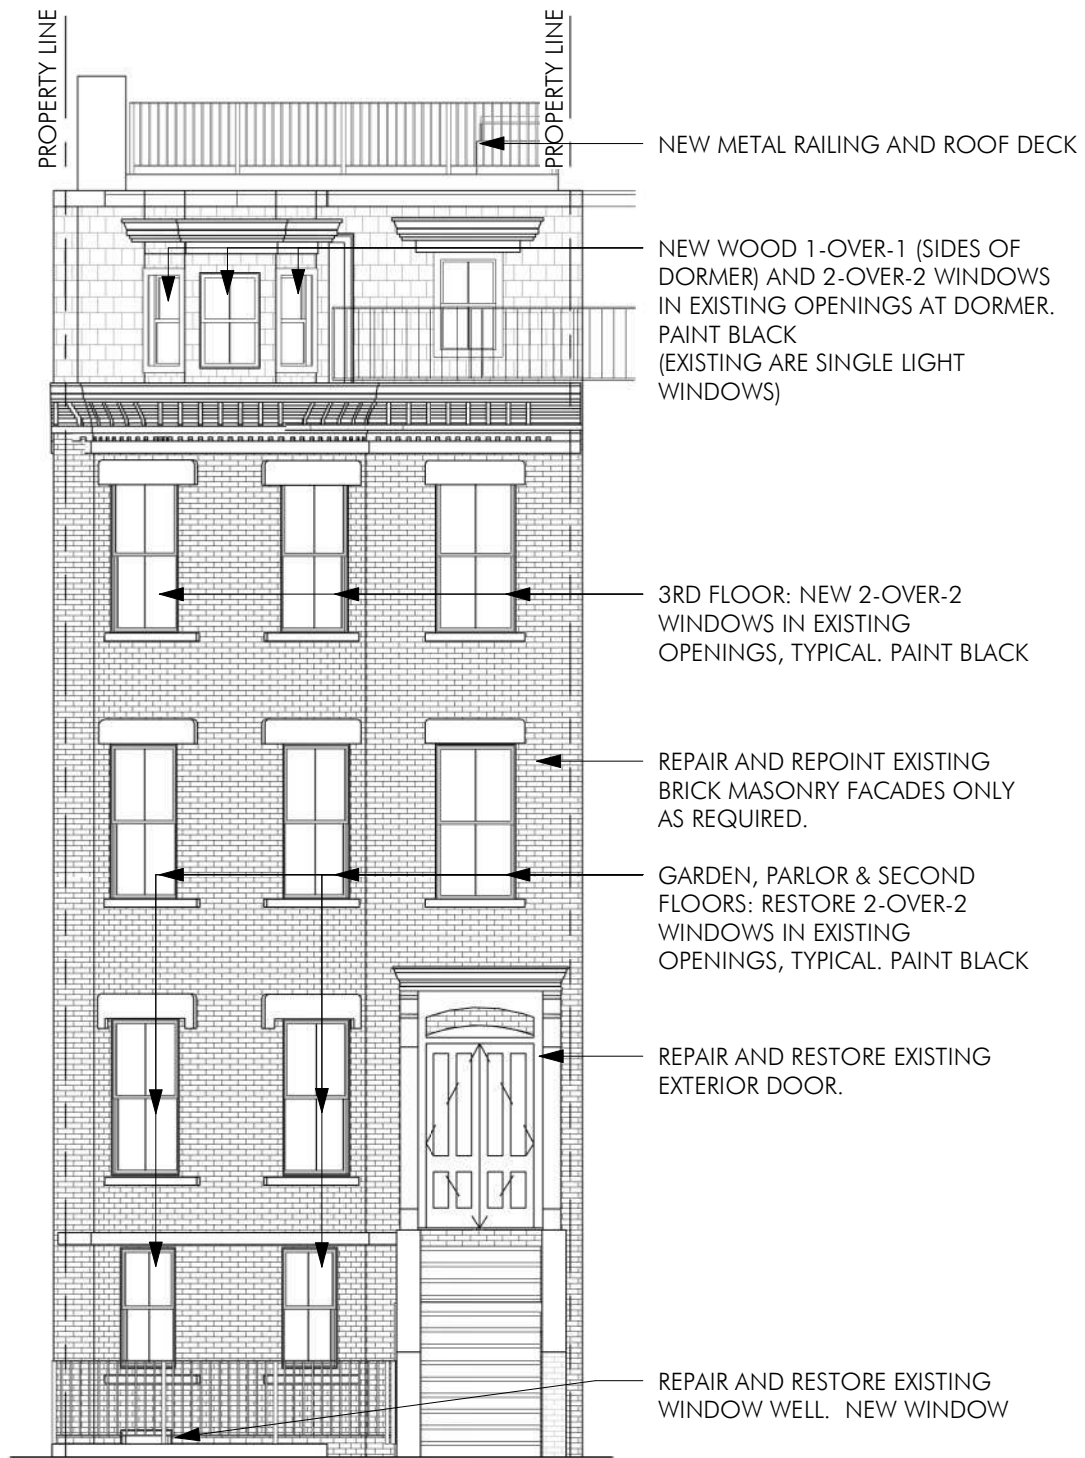 PROPERTY LINE
PROPERTY LINE
NEW METAL RAILING AND ROOF DECK
NEW WOOD 1-OVER-1 (SIDES OF
DORMER) AND 2-OVER-2 WINDOWS
IN EXISTING OPENINGS AT DORMER.
PAINT BLACK
(EXISTING ARE SINGLE LIGHT
WINDOWS)
3RD FLOOR: NEW 2-OVER-2
WINDOWS IN EXISTING
OPENINGS, TYPICAL. PAINT BLACK
REPAIR AND REPOINT EXISTING
BRICK MASONRY FACADES ONLY
AS REQUIRED.
GARDEN, PARLOR & SECOND
FLOORS: RESTORE 2-OVER-2
WINDOWS IN EXISTING
OPENINGS, TYPICAL. PAINT BLACK
REPAIR AND RESTORE EXISTING
EXTERIOR DOOR.
REPAIR AND RESTORE EXISTING
WINDOW WELL. NEW WINDOW